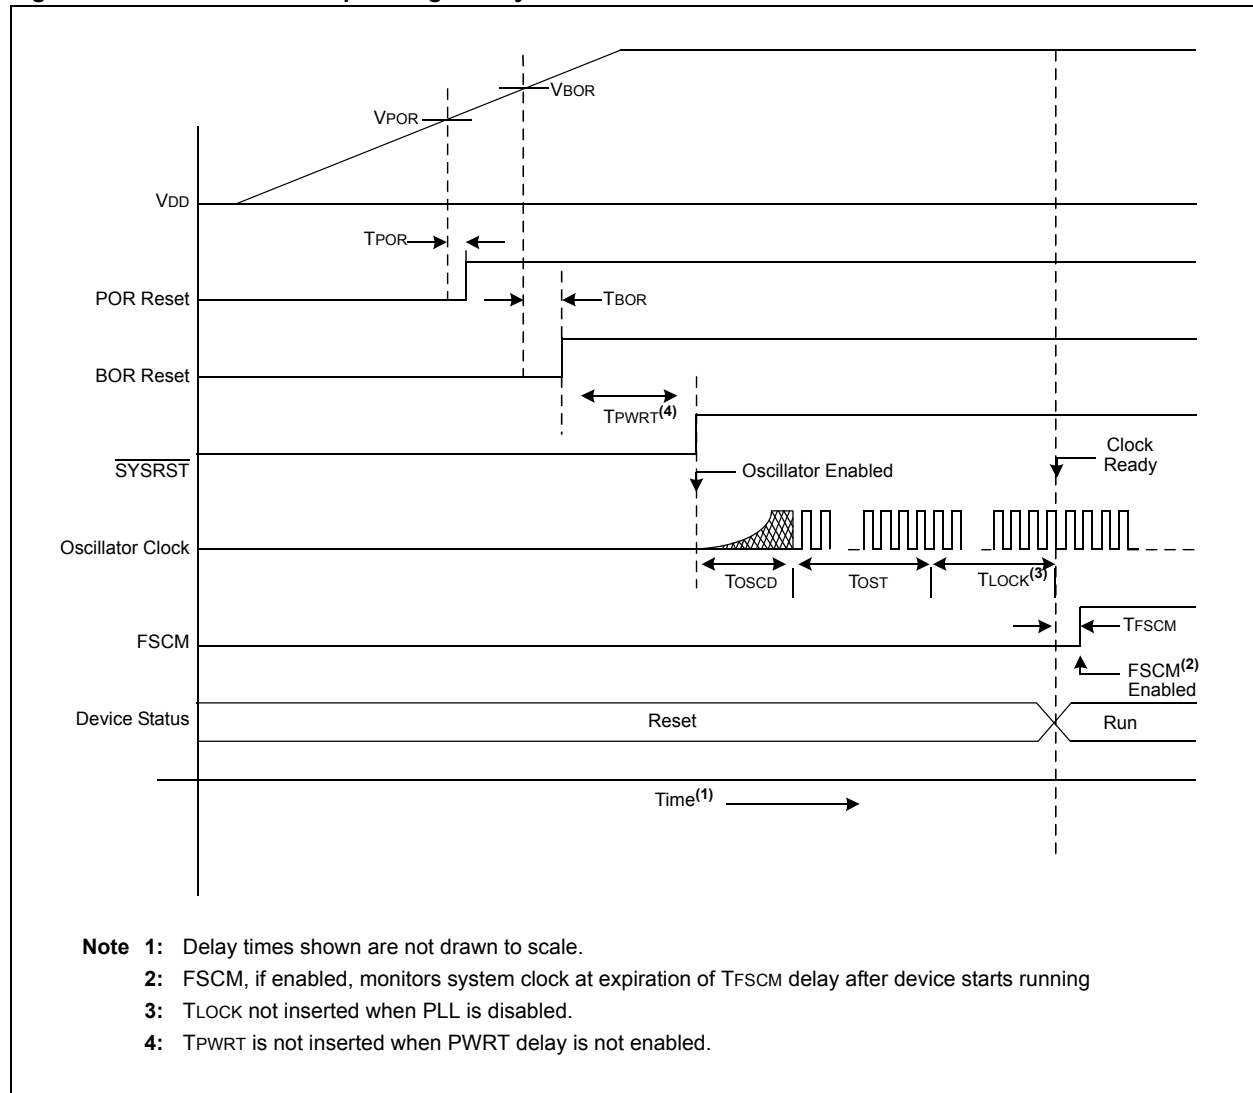 VBOR
VPOR
VDD
TPOR
POR Reset
TBOR
BOR Reset
TPWRT(4)
SYSRST
Oscillator Enabled
Clock
Ready
Oscillator Clock
TOSCD
TOST
TLOCK(3)
FSCM
TFSCM
FSCM(2)
Enabled
Device Status
Reset
Run
Time(1)
Note 1: Delay times shown are not drawn to scale.
2: FSCM, if enabled, monitors system clock at expiration of TFSCM delay after device starts running
3: TLOCK not inserted when PLL is disabled.
4: TPWRT is not inserted when PWRT delay is not enabled.